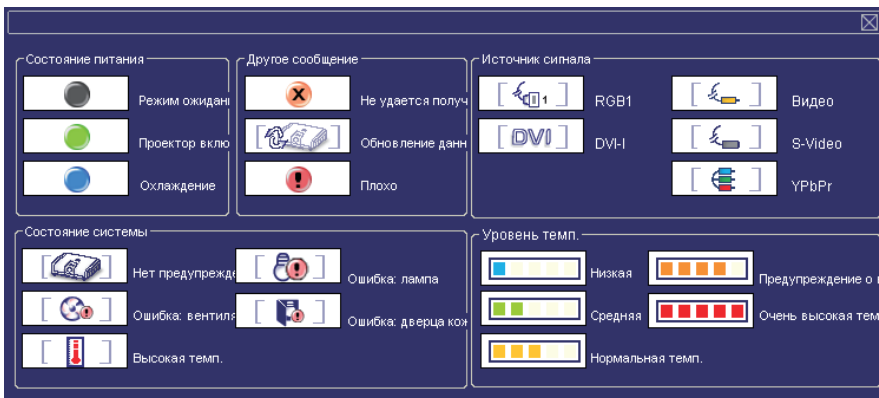 Состояние питания
Режим ожидан
Проектор вклю
Охлаждение
Другое сообщение
Не удается получ
Обновление данн
Плохо
Источник сигнала
1
RGB1
Видео
DVI
DVI-I
S-Video
YPbPr
Состояние системы
Нет предупрежде
Ошибка: лампа
Ошибка: вентиля
Ошибка: дверца кож
Высокая темп.
Уровень темп.
Низкая
Предупреждение о
Средняя
Очень высокая тем
Нормальная темп.